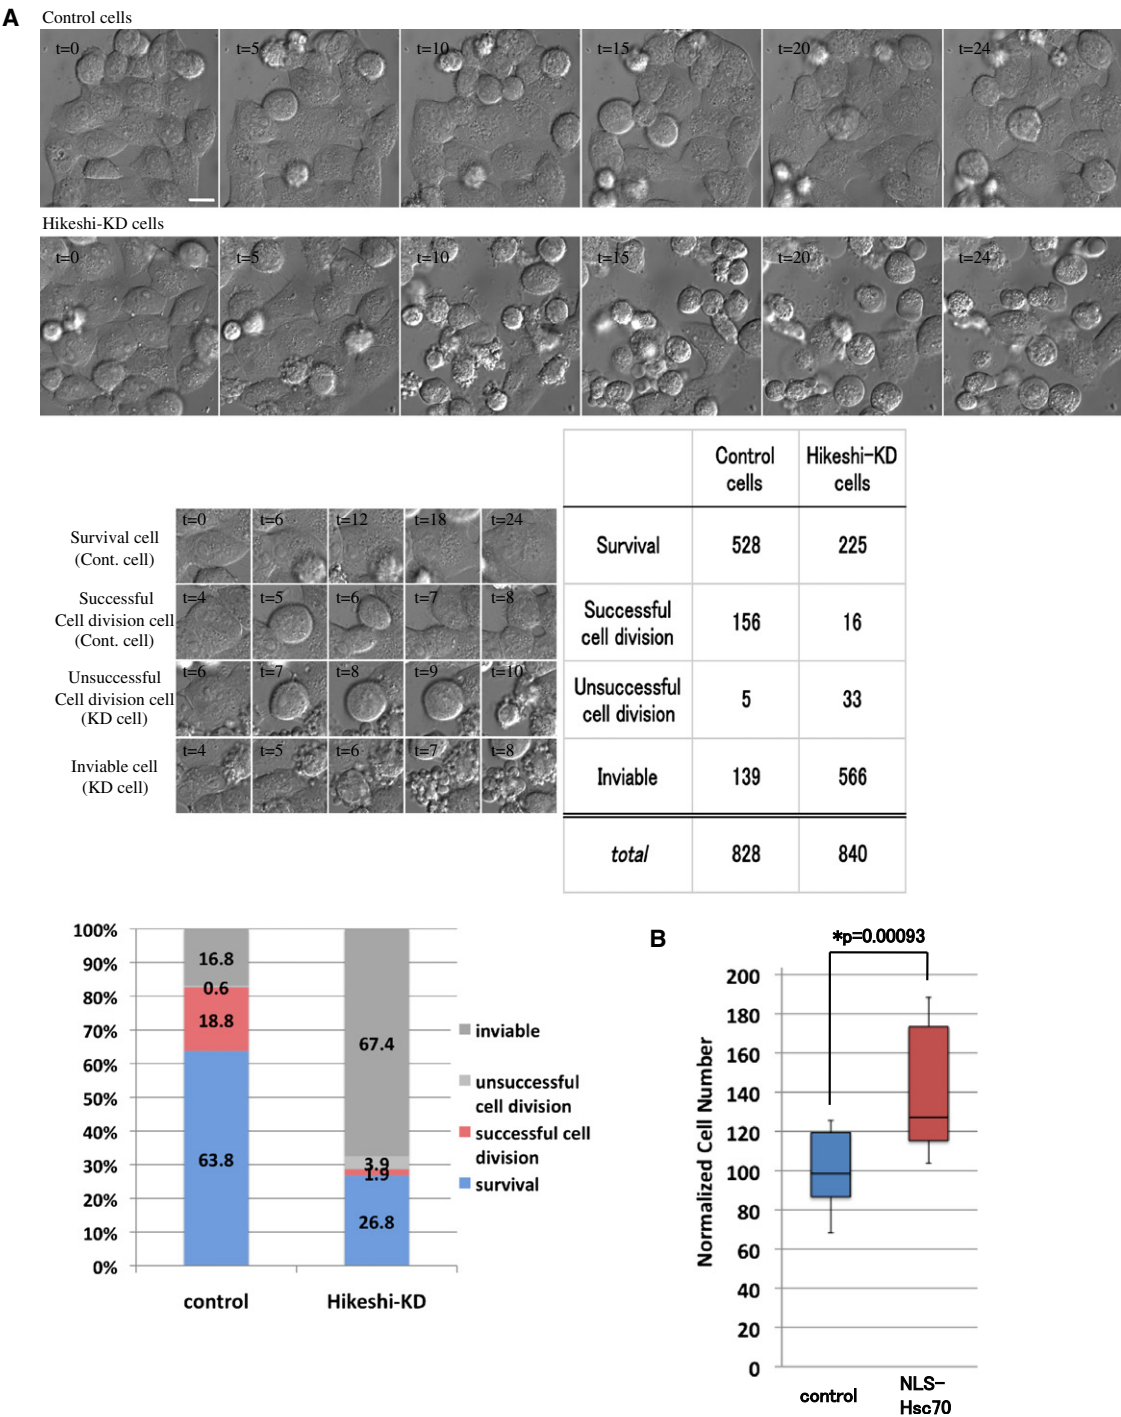 A
Control cells
t=0 t=5 t=10 t=15 t=20 t=24
Hikeshi-KD cells
t=0 t=5 t=10 t=15 t=20 t=24
Survival cell
(Cont. cell)
t=0 t=6 t=12 t=18 t=24
Successful
Cell division cell
(Cont. cell)
t=4 t=5 t=6 t=7 t=8
Unsuccessful
Cell division cell
(KD cell)
t=6 t=7 t=8 t=9 t=10
Inviable cell
(KD cell)
t=4 t=5 t=6 t=7 t=8
Control
cells
Hikeshi-KD
cells
Survival 528 225
Successful
cell division
156 16
Unsuccessful
cell division
5 33
Inviable 139 566
total 828 840
100%
90%
80%
70%
60%
50%
40%
30%
20%
10%
0%
16.8
0.6
18.8
63.8
67.4
3.9
1.9
26.8
control Hikeshi-KD
inviable
unsuccessful
cell division
successful cell
division
survival
B
*p=0.00093
Normalized Cell Number
200
180
160
140
120
100
80
60
40
20
0
control
NLS-
Hsc70